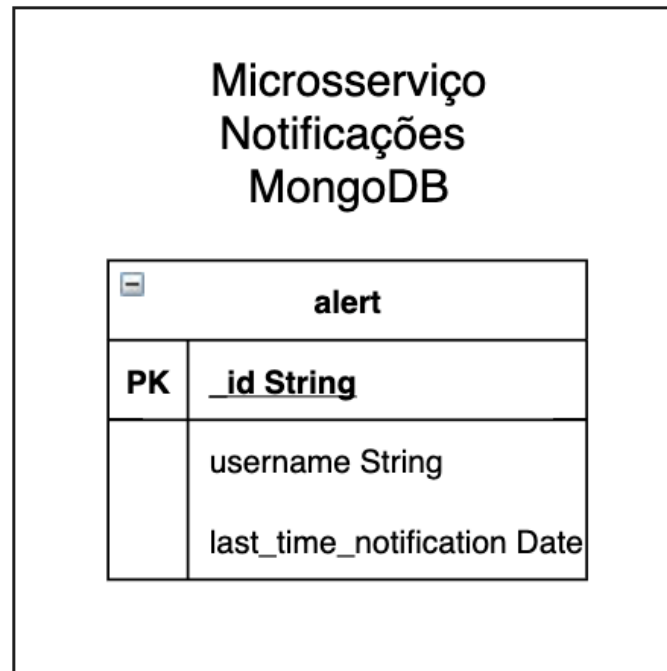 Microsserviço
Notificações
MongoDB
alert
PK _id String
username String
last_time_notification Date